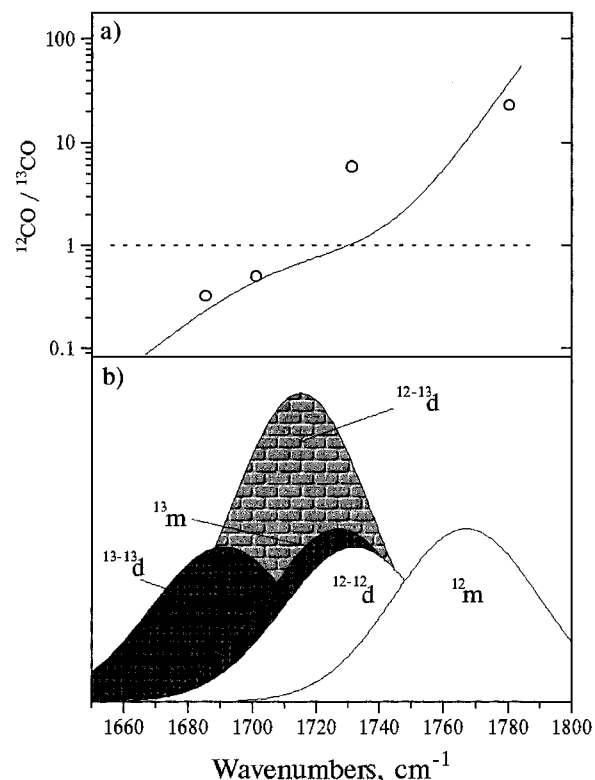 a)
100
10
1
0.1
¹²CO / ¹³CO
b)
¹²⁻¹³d
¹³m
¹³⁻¹³d
¹²⁻¹²d
¹²m
1660 1680 1700 1720 1740 1760 1780 1800
Wavenumbers, cm⁻¹